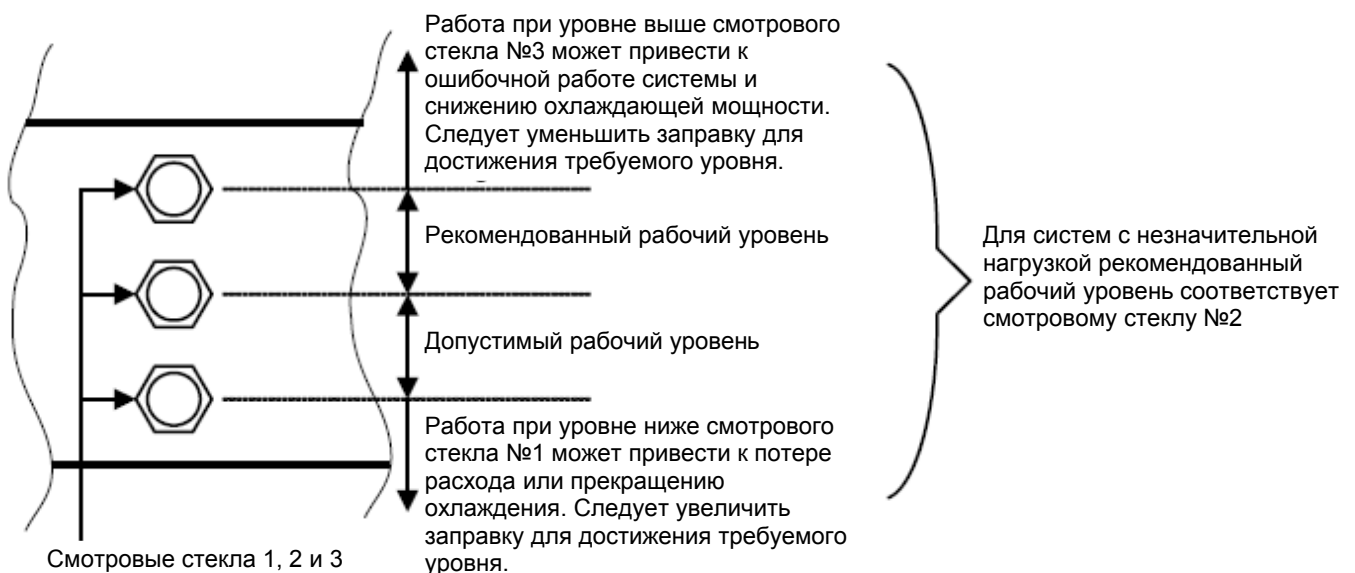 Работа при уровне выше смотрового
стекла №3 может привести к
ошибочной работе системы и
снижению охлаждающей мощности.
Следует уменьшить заправку для
достижения требуемого уровня.
Рекомендованный рабочий уровень
Допустимый рабочий уровень
Работа при уровне ниже смотрового
стекла №1 может привести к потере
расхода или прекращению
охлаждения. Следует увеличить
заправку для достижения требуемого
уровня.
Для систем с незначительной
нагрузкой рекомендованный
рабочий уровень соответствует
смотровому стеклу №2
Смотровые стекла 1, 2 и 3